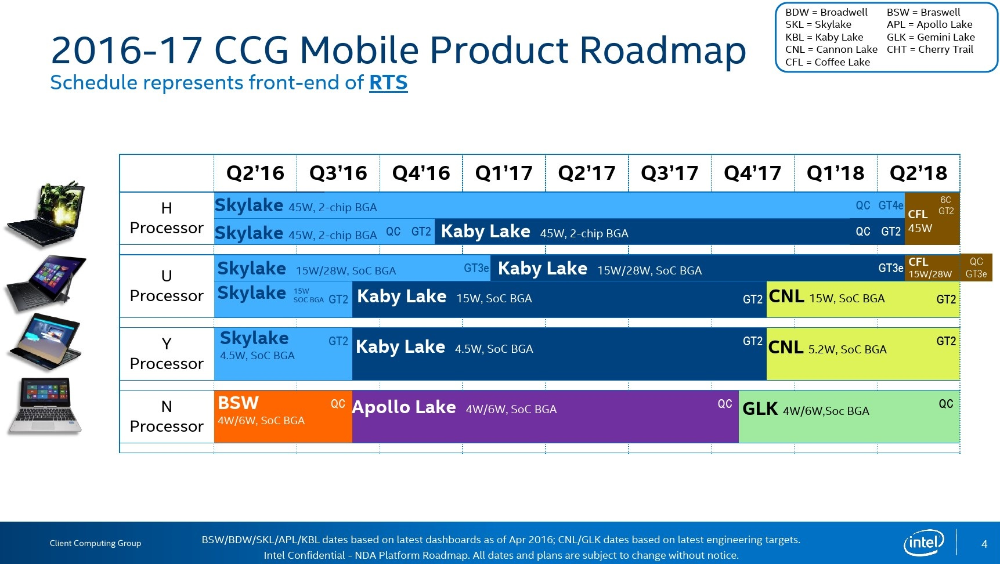 BDW = Broadwell BSW = Braswell
SKL = Skylake APL = Apollo Lake
KBL = Kaby Lake GLK = Gemini Lake
CNL = Cannon Lake CHT = Cherry Trail
CFL = Coffee Lake
2016-17 CCG Mobile Product Roadmap
Schedule represents front-end of RTS
Q2’16 Q3’16 Q4’16 Q1’17 Q2’17 Q3’17 Q4’17 Q1’18 Q2’18
H
Processor
Skylake 45W, 2-chip BGA QC GT4e
Skylake 45W, 2-chip BGA QC GT2
Kaby Lake 45W, 2-chip BGA QC GT2
6C
GT2
CFL
45W
U
Processor
Skylake 15W/28W, SoC BGA GT3e
Kaby Lake 15W/28W, SoC BGA GT3e
CFL
15W/28W
QC
GT3e
Skylake 15W
SOC BGA GT2
Kaby Lake 15W, SoC BGA GT2
CNL 15W, SoC BGA GT2
Y
Processor
Skylake GT2
4.5W, SoC BGA
Kaby Lake 4.5W, SoC BGA GT2
CNL 5.2W, SoC BGA GT2
N
Processor
BSW QC
4W/6W, SoC BGA
Apollo Lake 4W/6W, SoC BGA QC
GLK 4W/6W,Soc BGA QC
Client Computing Group
BSW/BDW/SKL/APL/KBL dates based on latest dashboards as of Apr 2016; CNL/GLK dates based on latest engineering targets.
Intel Confidential - NDA Platform Roadmap. All dates and plans are subject to change without notice.
intel
4